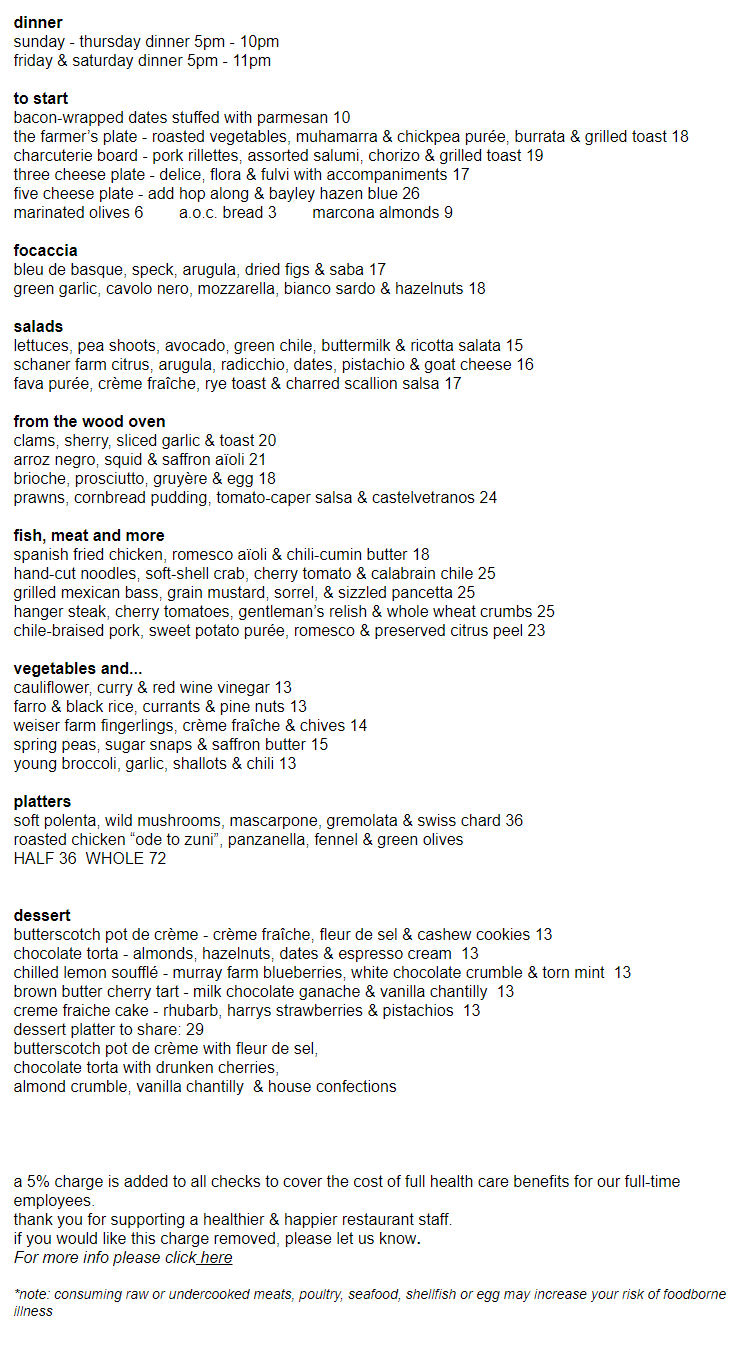 dinner
sunday - thursday dinner 5pm - 10pm
friday & saturday dinner 5pm - 11pm
to start
bacon-wrapped dates stuffed with parmesan 10
the farmer’s plate - roasted vegetables, muhamarra & chickpea purée, burrata & grilled toast 18
charcuterie board - pork rillettes, assorted salumi, chorizo & grilled toast 19
three cheese plate - delice, flora & fulvi with accompaniments 17
five cheese plate - add hop along & bayley hazen blue 26
marinated olives 6 a.o.c. bread 3 marcona almonds 9
focaccia
bleu de basque, speck, arugula, dried figs & saba 17
green garlic, cavolo nero, mozzarella, bianco sardo & hazelnuts 18
salads
lettuces, pea shoots, avocado, green chile, buttermilk & ricotta salata 15
schaner farm citrus, arugula, radicchio, dates, pistachio & goat cheese 16
fava purée, crème fraîche, rye toast & charred scallion salsa 17
from the wood oven
clams, sherry, sliced garlic & toast 20
arroz negro, squid & saffron aïoli 21
brioche, prosciutto, gruyère & egg 18
prawns, cornbread pudding, tomato-caper salsa & castelvetranos 24
fish, meat and more
spanish fried chicken, romesco aïoli & chili-cumin butter 18
hand-cut noodles, soft-shell crab, cherry tomato & calabrain chile 25
grilled mexican bass, grain mustard, sorrel, & sizzled pancetta 25
hanger steak, cherry tomatoes, gentleman’s relish & whole wheat crumbs 25
chile-braised pork, sweet potato purée, romesco & preserved citrus peel 23
vegetables and...
cauliflower, curry & red wine vinegar 13
farro & black rice, currants & pine nuts 13
weiser farm fingerlings, crème fraîche & chives 14
spring peas, sugar snaps & saffron butter 15
young broccoli, garlic, shallots & chili 13
platters
soft polenta, wild mushrooms, mascarpone, gremolata & swiss chard 36
roasted chicken “ode to zuni”, panzanella, fennel & green olives
HALF 36 WHOLE 72
dessert
butterscotch pot de crème - crème fraîche, fleur de sel & cashew cookies 13
chocolate torta - almonds, hazelnuts, dates & espresso cream 13
chilled lemon soufflé - murray farm blueberries, white chocolate crumble & torn mint 13
brown butter cherry tart - milk chocolate ganache & vanilla chantilly 13
creme fraiche cake - rhubarb, harrys strawberries & pistachios 13
dessert platter to share: 29
butterscotch pot de crème with fleur de sel,
chocolate torta with drunken cherries,
almond crumble, vanilla chantilly & house confections
a 5% charge is added to all checks to cover the cost of full health care benefits for our full-time
employees.
thank you for supporting a healthier & happier restaurant staff.
if you would like this charge removed, please let us know.
For more info please click here
*note: consuming raw or undercooked meats, poultry, seafood, shellfish or egg may increase your risk of foodborne
illness